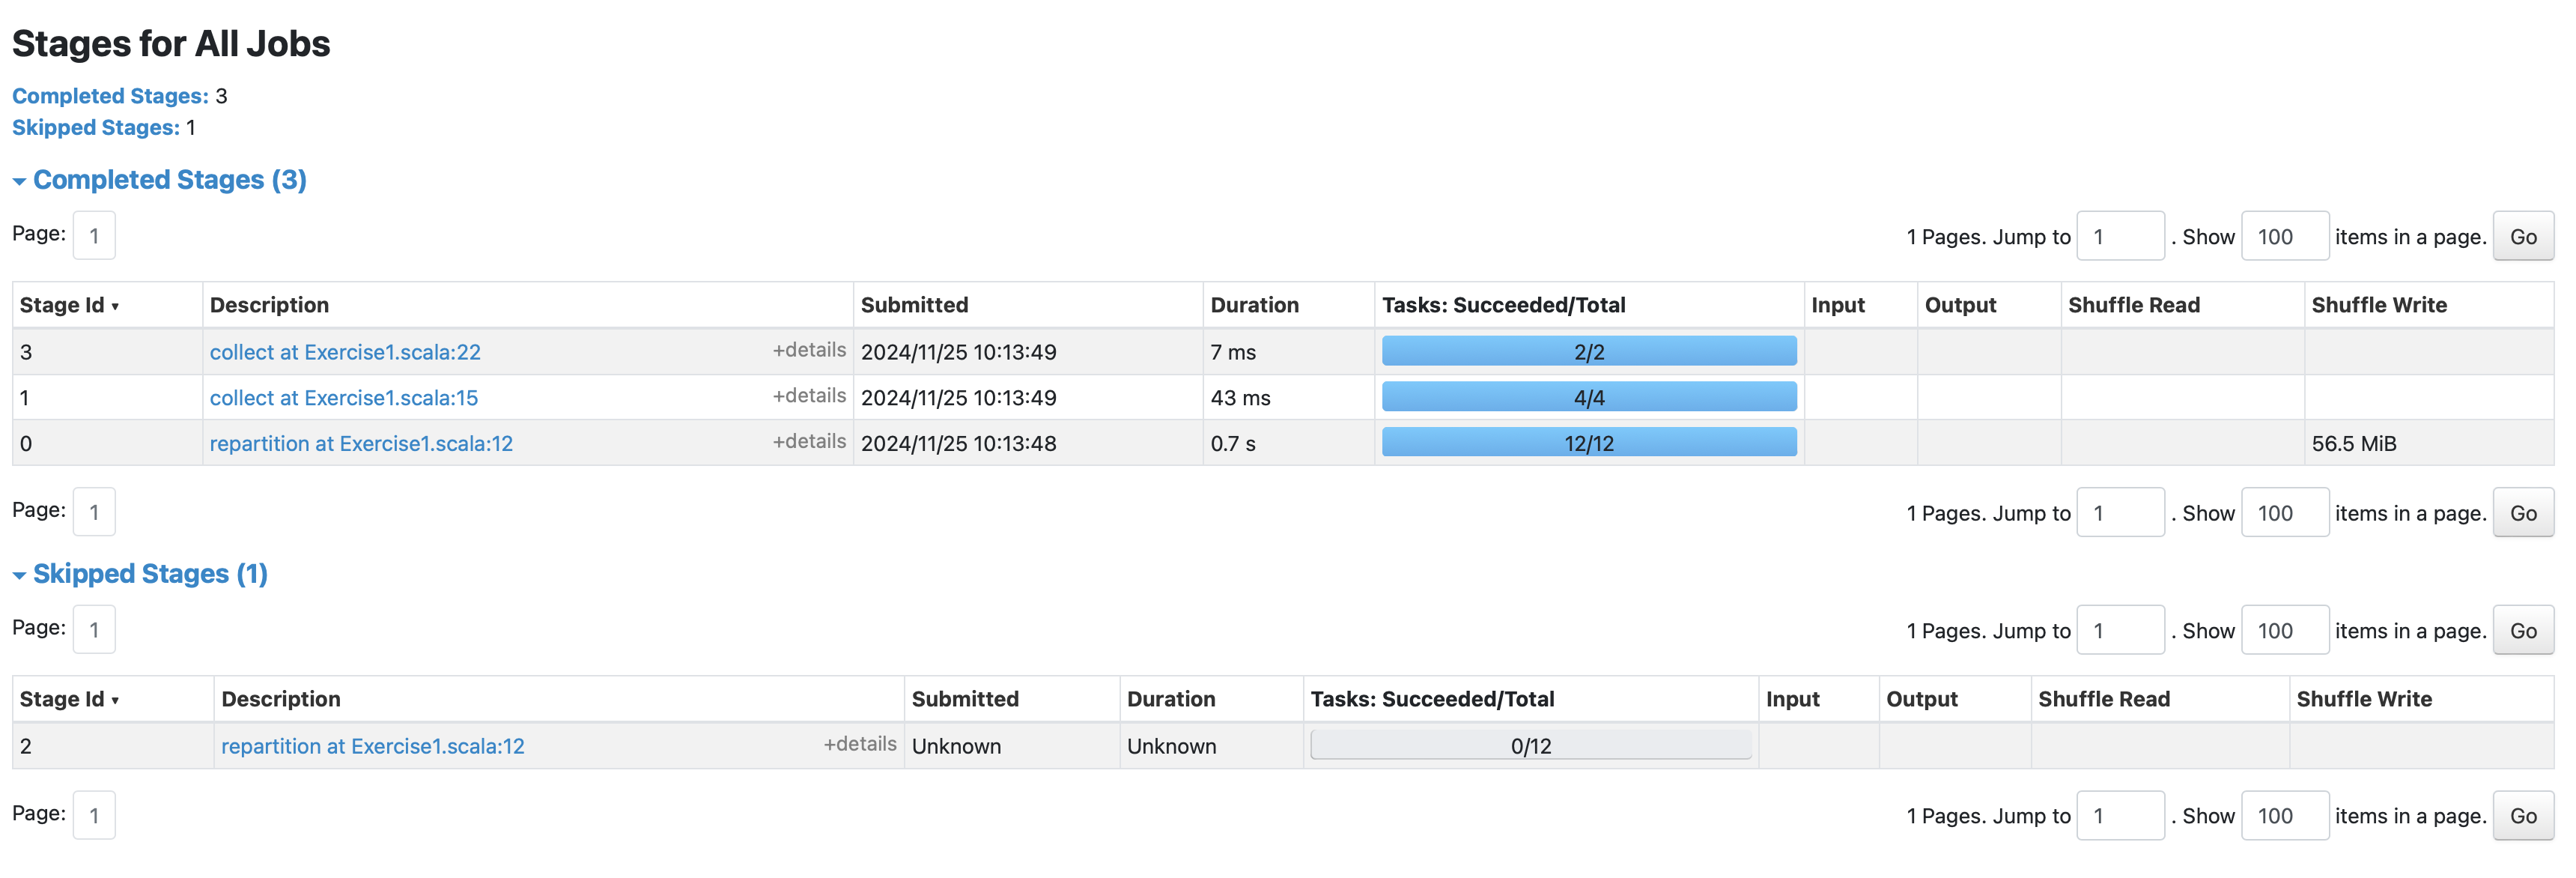 Stages for All Jobs
Completed Stages: 3
Skipped Stages: 1
Completed Stages (3)
Page: 1 1 Pages. Jump to 1 . Show 100 items in a page. Go
Stage Id ▾ Description Submitted Duration Tasks: Succeeded/Total Input Output Shuffle Read Shuffle Write
3 collect at Exercise1.scala:22 +details 2024/11/25 10:13:49 7 ms 2/2
1 collect at Exercise1.scala:15 +details 2024/11/25 10:13:49 43 ms 4/4
0 repartition at Exercise1.scala:12 +details 2024/11/25 10:13:48 0.7 s 12/12 56.5 MiB
Page: 1 1 Pages. Jump to 1 . Show 100 items in a page. Go
Skipped Stages (1)
Page: 1 1 Pages. Jump to 1 . Show 100 items in a page. Go
Stage Id ▾ Description Submitted Duration Tasks: Succeeded/Total Input Output Shuffle Read Shuffle Write
2 repartition at Exercise1.scala:12 +details Unknown Unknown 0/12
Page: 1 1 Pages. Jump to 1 . Show 100 items in a page. Go